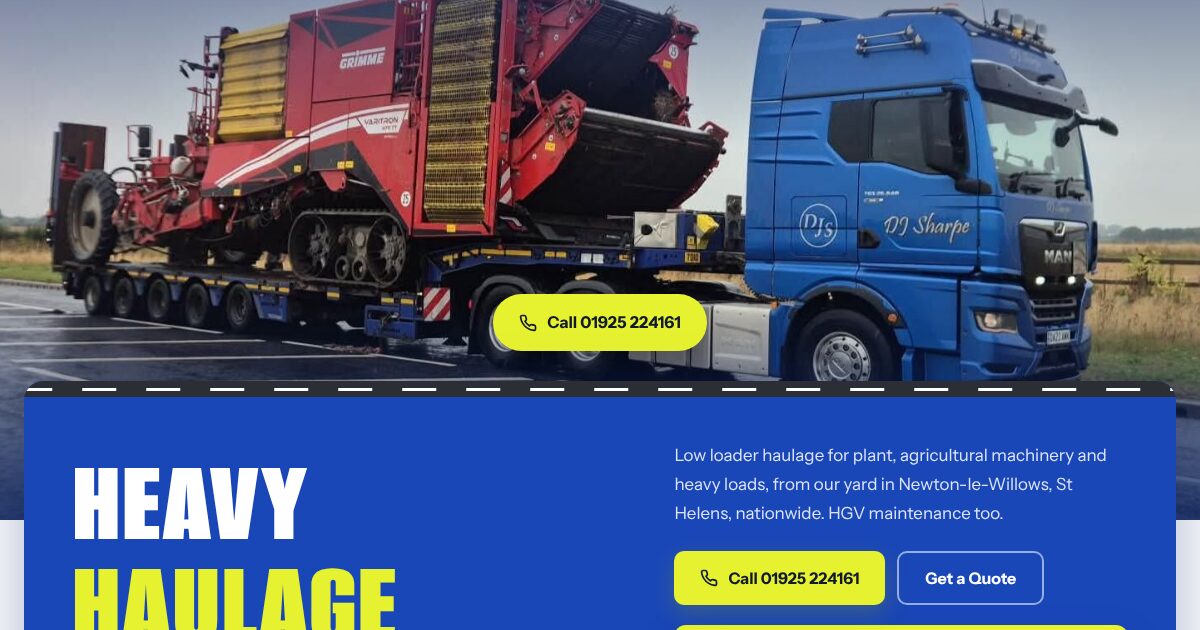 GRIMME
VARITRON
DJs
DJ Sharpe
MAN
Call 01925 224161
HEAVY
HAULAGE
Low loader haulage for plant, agricultural machinery and
heavy loads, from our yard in Newton-le-Willows, St
Helens, nationwide. HGV maintenance too.
Call 01925 224161
Get a Quote